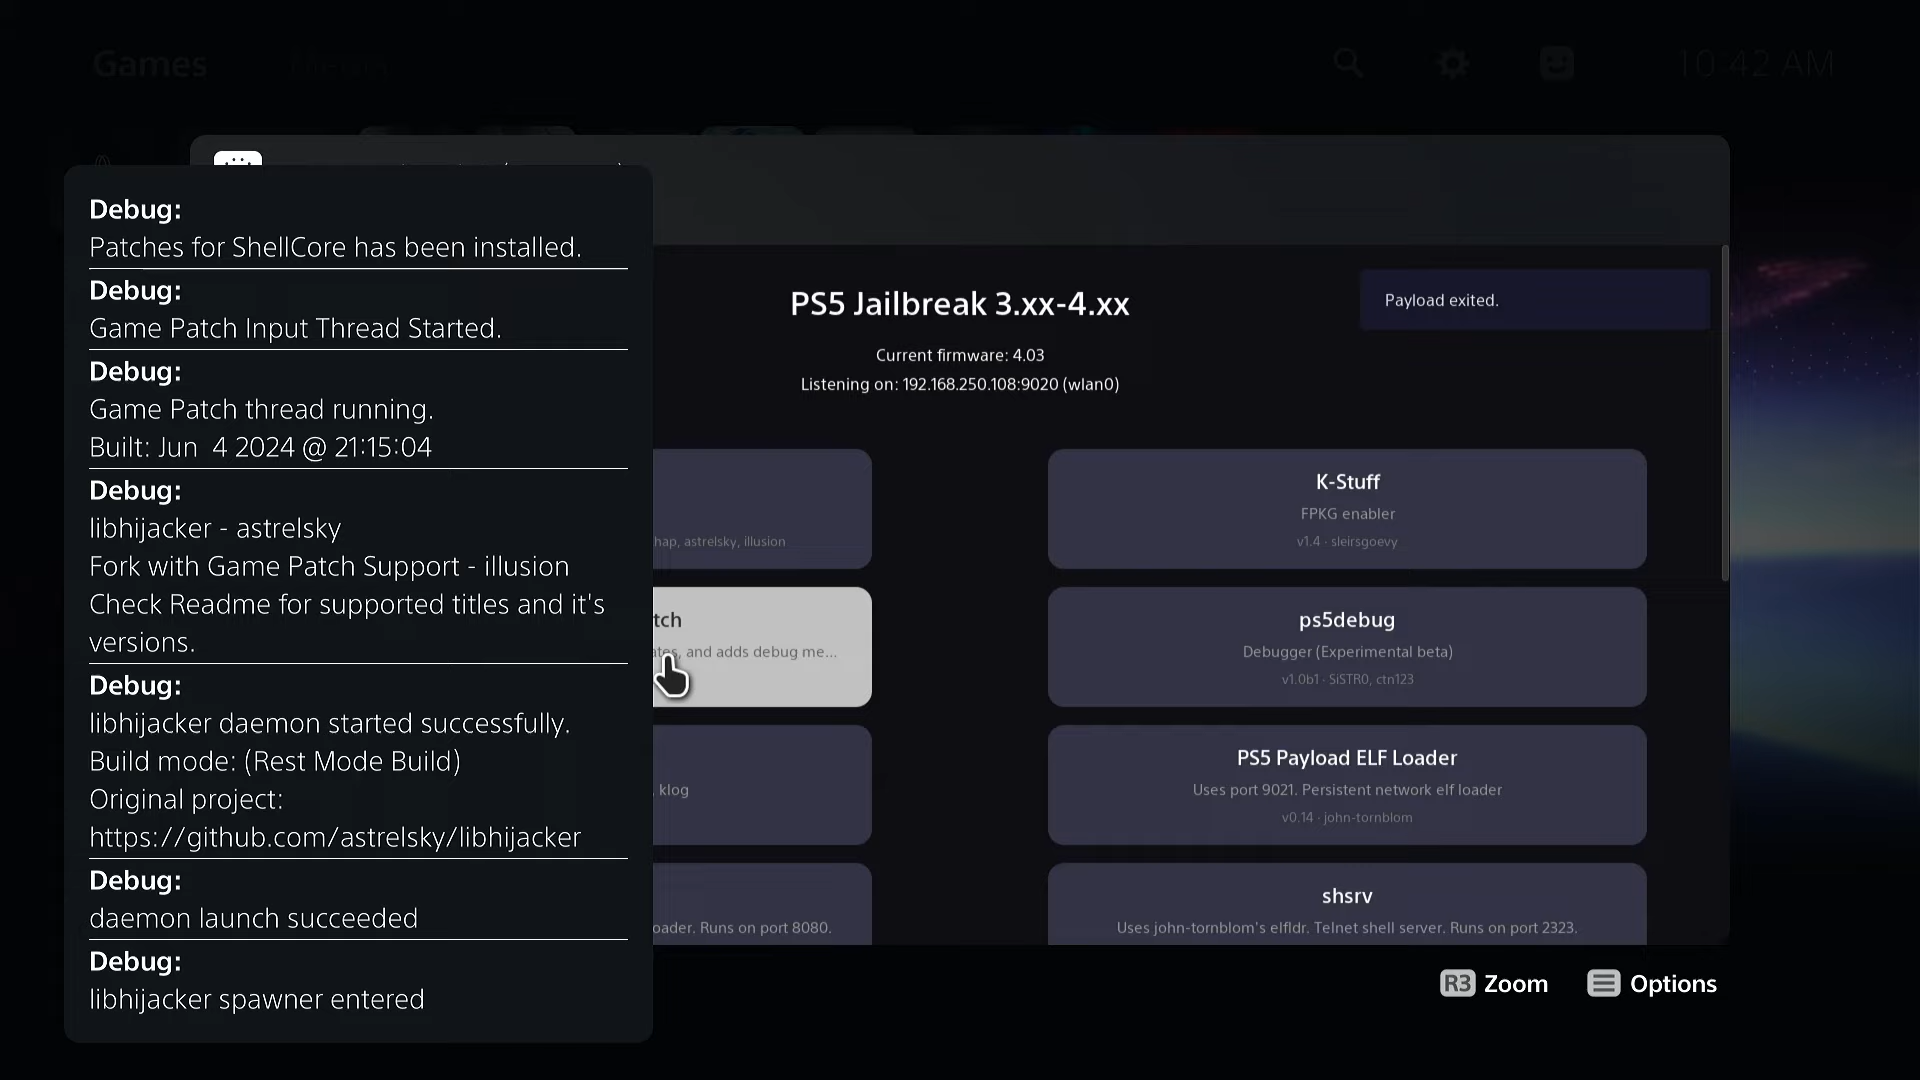 Games
Media
10:42 AM
Debug:
Patches for ShellCore has been installed.
Debug:
Game Patch Input Thread Started.
Debug:
Game Patch thread running.
Built: Jun  4 2024 @ 21:15:04
Debug:
libhijacker - astrelsky
Fork with Game Patch Support - illusion
Check Readme for supported titles and it's
versions.
Debug:
libhijacker daemon started successfully.
Build mode: (Rest Mode Build)
Original project:
https://github.com/astrelsky/libhijacker
Debug:
daemon launch succeeded
Debug:
libhijacker spawner entered
PS5 Jailbreak 3.xx-4.xx
Current firmware: 4.03
Listening on: 192.168.250.108:9020 (wlan0)
Payload exited.
hap, astrelsky, illusion
K-Stuff
FPKG enabler
v1.4 · sleirsgoevy
tch
ates, and adds debug me...
ps5debug
Debugger (Experimental beta)
v1.0b1 · SiSTR0, ctn123
, klog
PS5 Payload ELF Loader
Uses port 9021. Persistent network elf loader
v0.14 · john-tornblom
oader. Runs on port 8080.
shsrv
Uses john-tornblom's elfldr. Telnet shell server. Runs on port 2323.
R3 Zoom
Options